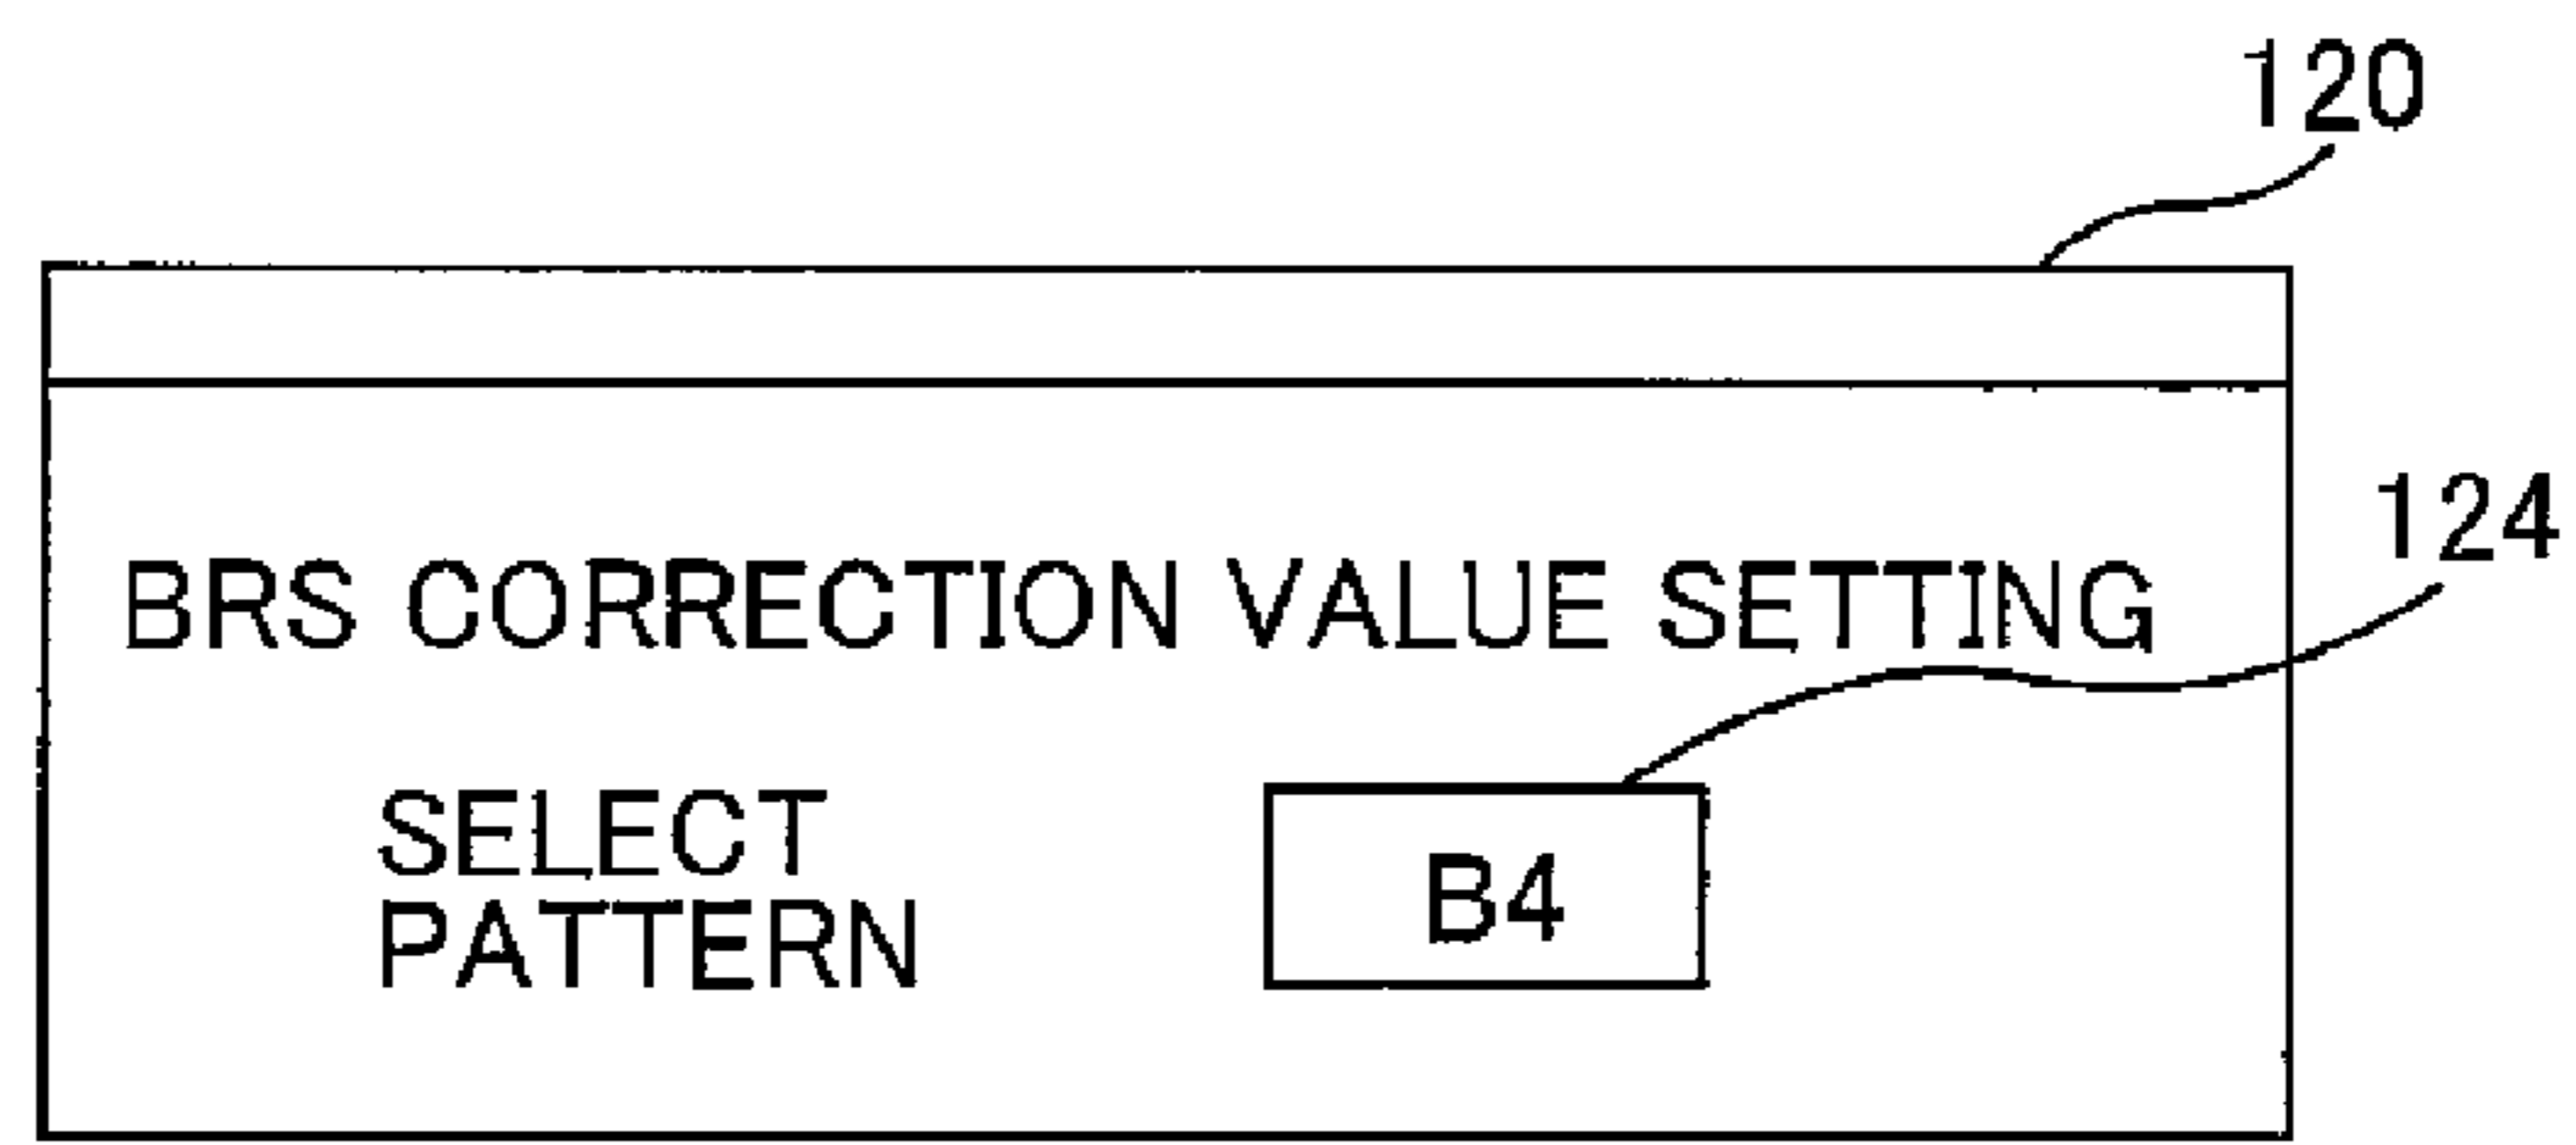 120
124
BRS CORRECTION VALUE SETTING
SELECT
PATTERN
B4